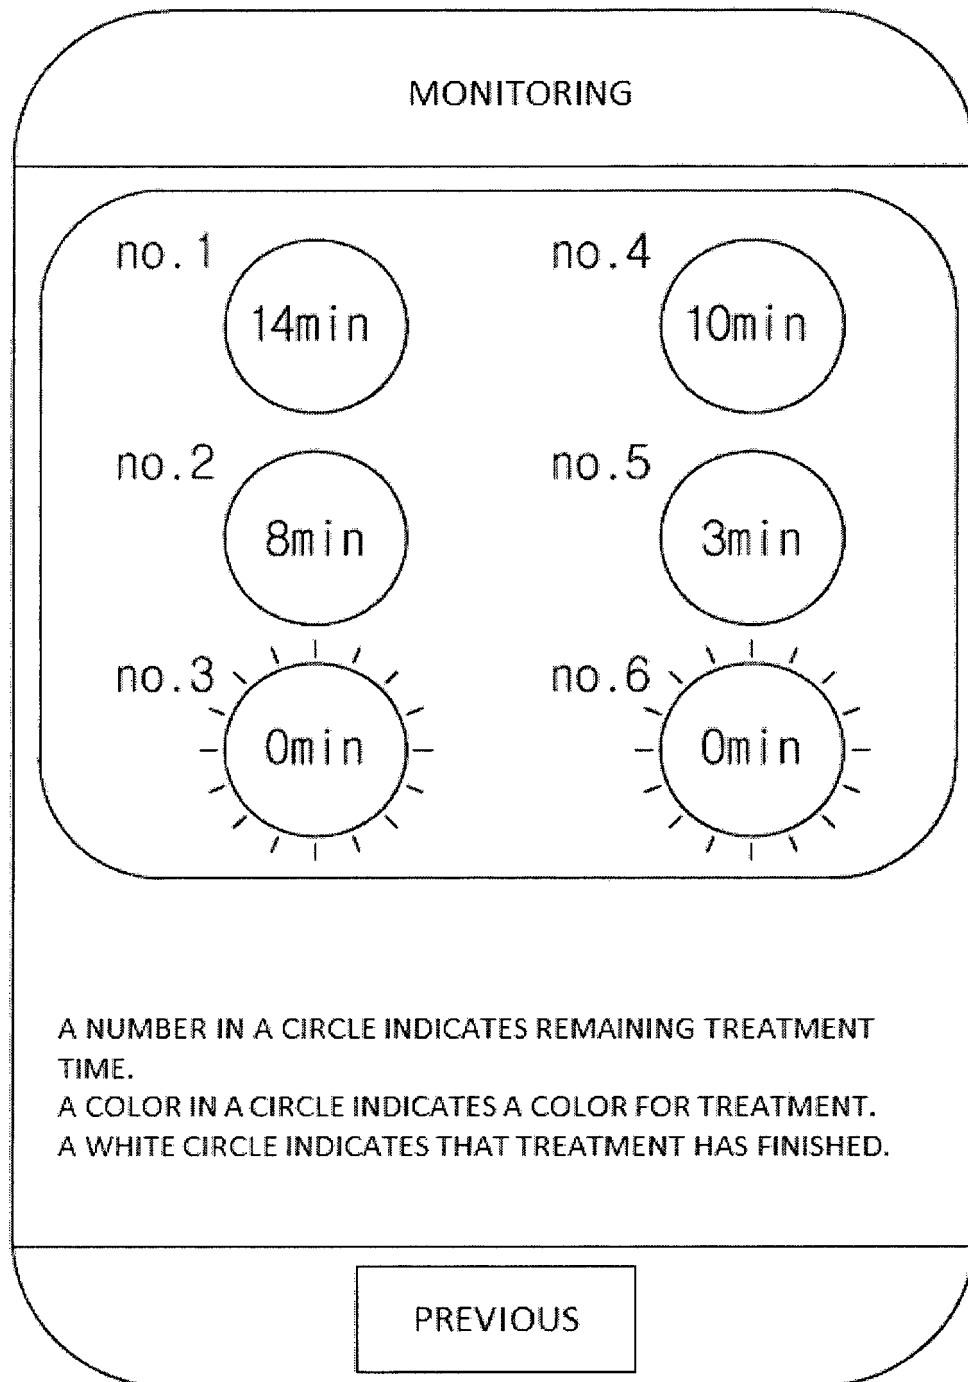 MONITORING
no.1
14min
no.4
10min
no.2
8min
no.5
3min
no.3
0min
no.6
0min
A NUMBER IN A CIRCLE INDICATES REMAINING TREATMENT
TIME.
A COLOR IN A CIRCLE INDICATES A COLOR FOR TREATMENT.
A WHITE CIRCLE INDICATES THAT TREATMENT HAS FINISHED.
PREVIOUS